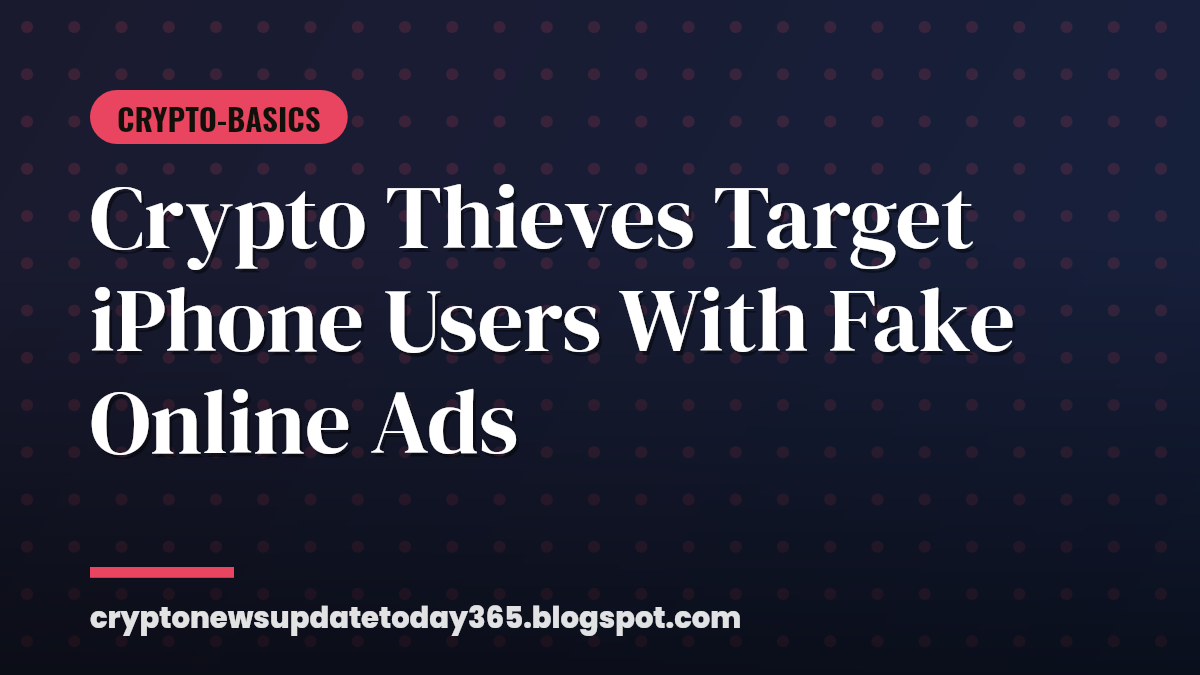 CRYPTO-BASICS
Crypto Thieves Target
iPhone Users With Fake
Online Ads
cryptonewsupdatetoday365.blogspot.com